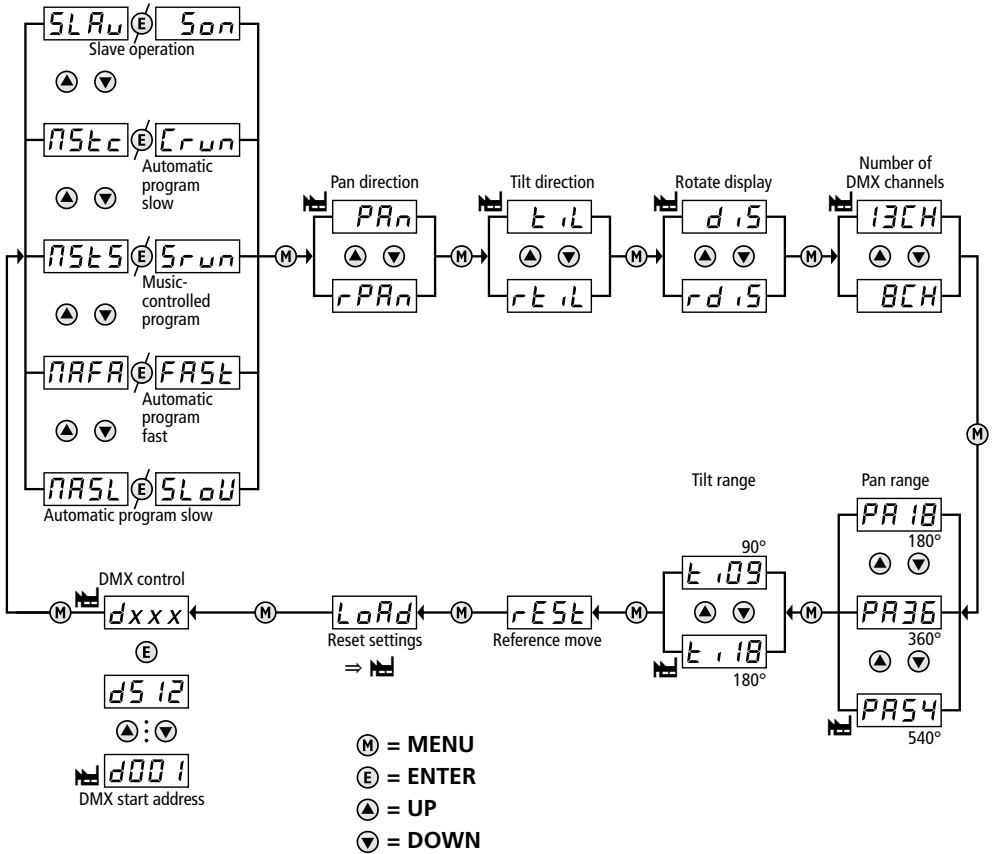 SLAu E Son
Slave operation
MStc E Crun
Automatic
program
slow
MStS E Srun
Music-
controlled
program
MAFA E FASt
Automatic
program
fast
MASL E SLoU
Automatic program slow
M
Pan direction
PAn
rPAn
M
Tilt direction
tiL
rtiL
M
Rotate display
diS
rdiS
M
Number of
DMX channels
13CH
8CH
M
Pan range
PA18
180°
PA36
360°
PA54
540°
M
Tilt range
90°
ti09
ti18
180°
M
rESt
Reference move
M
LoAd
Reset settings
⇒
M
DMX control
dxxx
M
E
d512
d001
DMX start address
M = MENU
E = ENTER
▲ = UP
▼ = DOWN